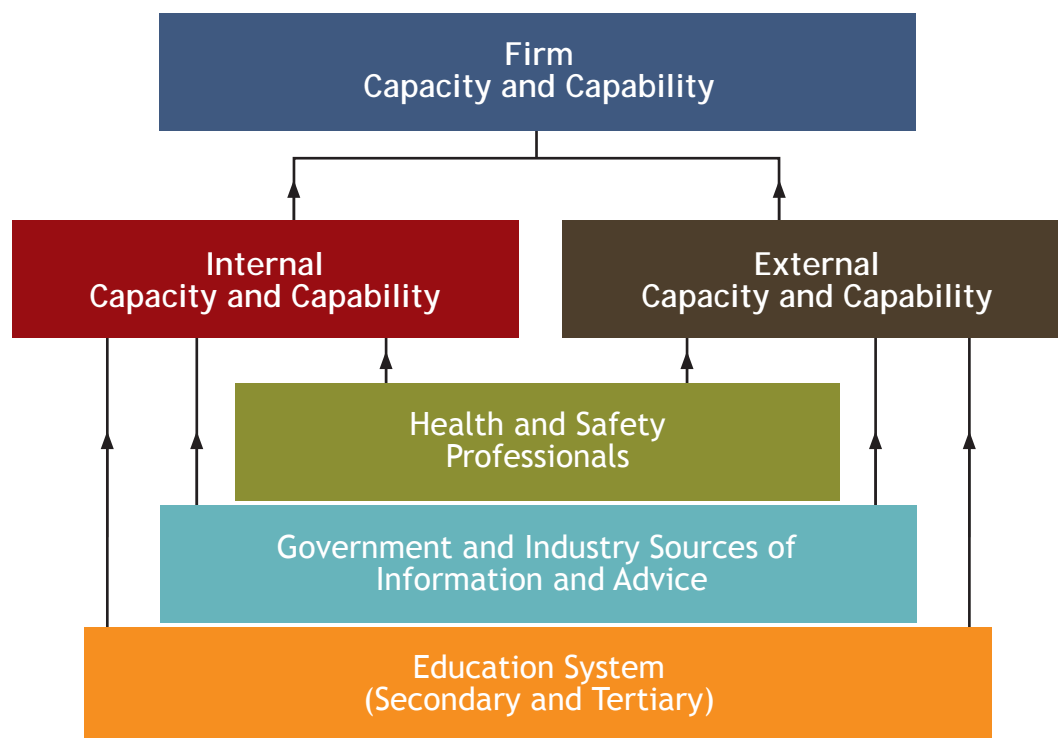 Firm
Capacity and Capability
Internal
Capacity and Capability
External
Capacity and Capability
Health and Safety
Professionals
Government and Industry Sources of
Information and Advice
Education System
(Secondary and Tertiary)